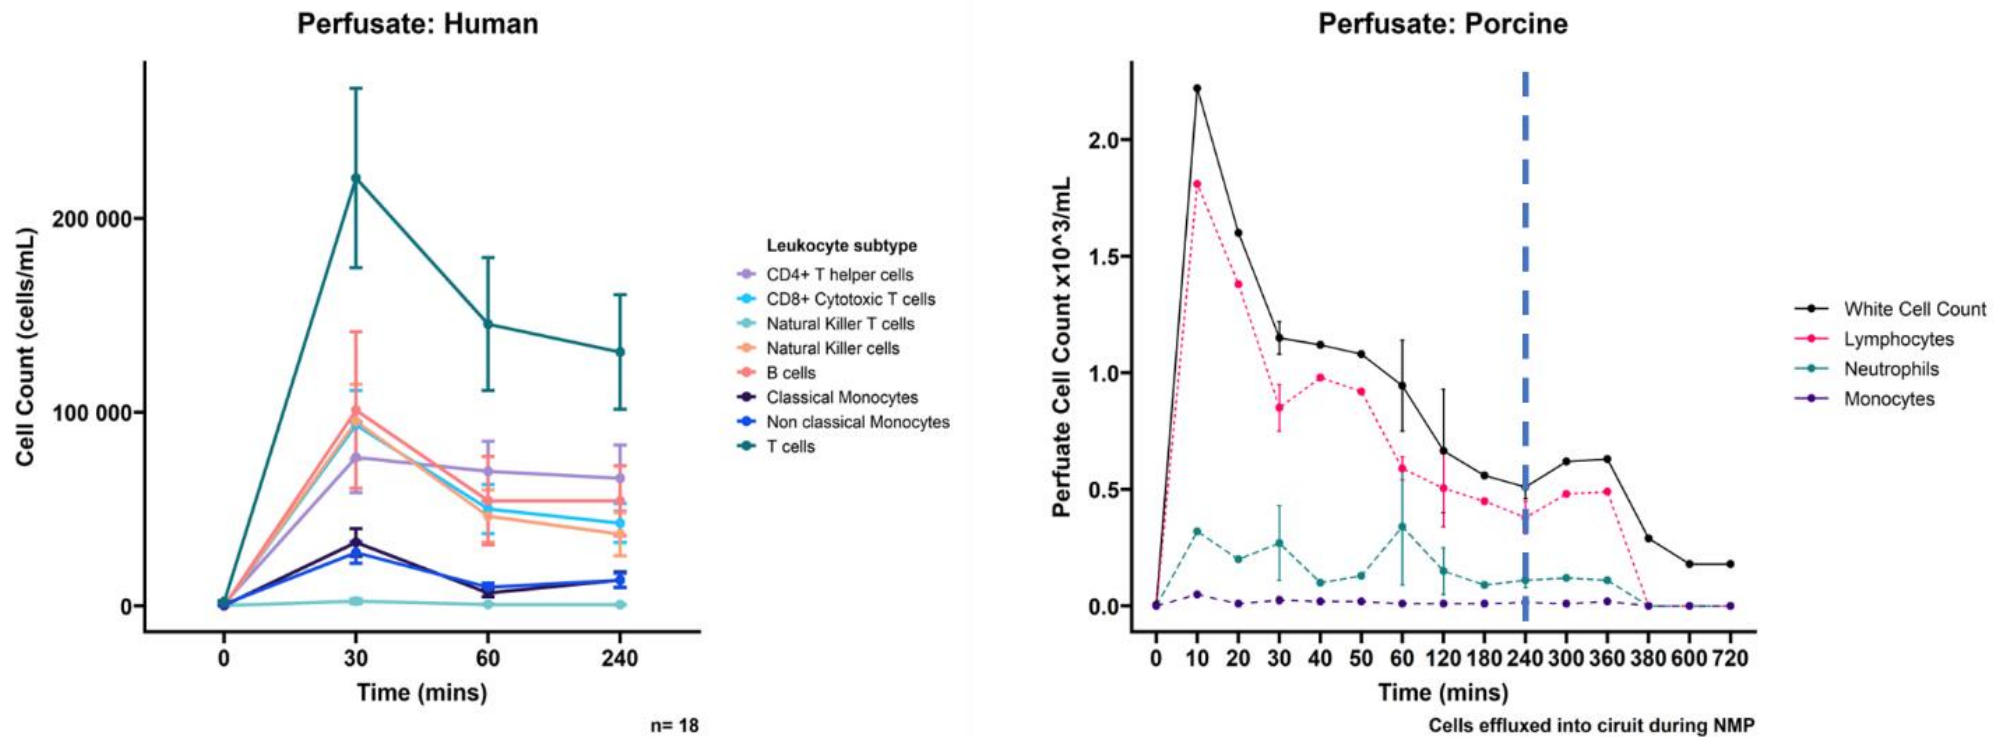 Perfusate: Human
Cell Count (cells/mL)
200 000
100 000
0
0 30 60 240
Time (mins)
n= 18
Leukocyte subtype
CD4+ T helper cells
CD8+ Cytotoxic T cells
Natural Killer T cells
Natural Killer cells
B cells
Classical Monocytes
Non classical Monocytes
T cells
Perfusate: Porcine
Perfuate Cell Count x10^3/mL
2.0
1.5
1.0
0.5
0.0
0 10 20 30 40 50 60 120 180 240 300 360 380 600 720
Time (mins)
Cells effluxed into ciruit during NMP
White Cell Count
Lymphocytes
Neutrophils
Monocytes